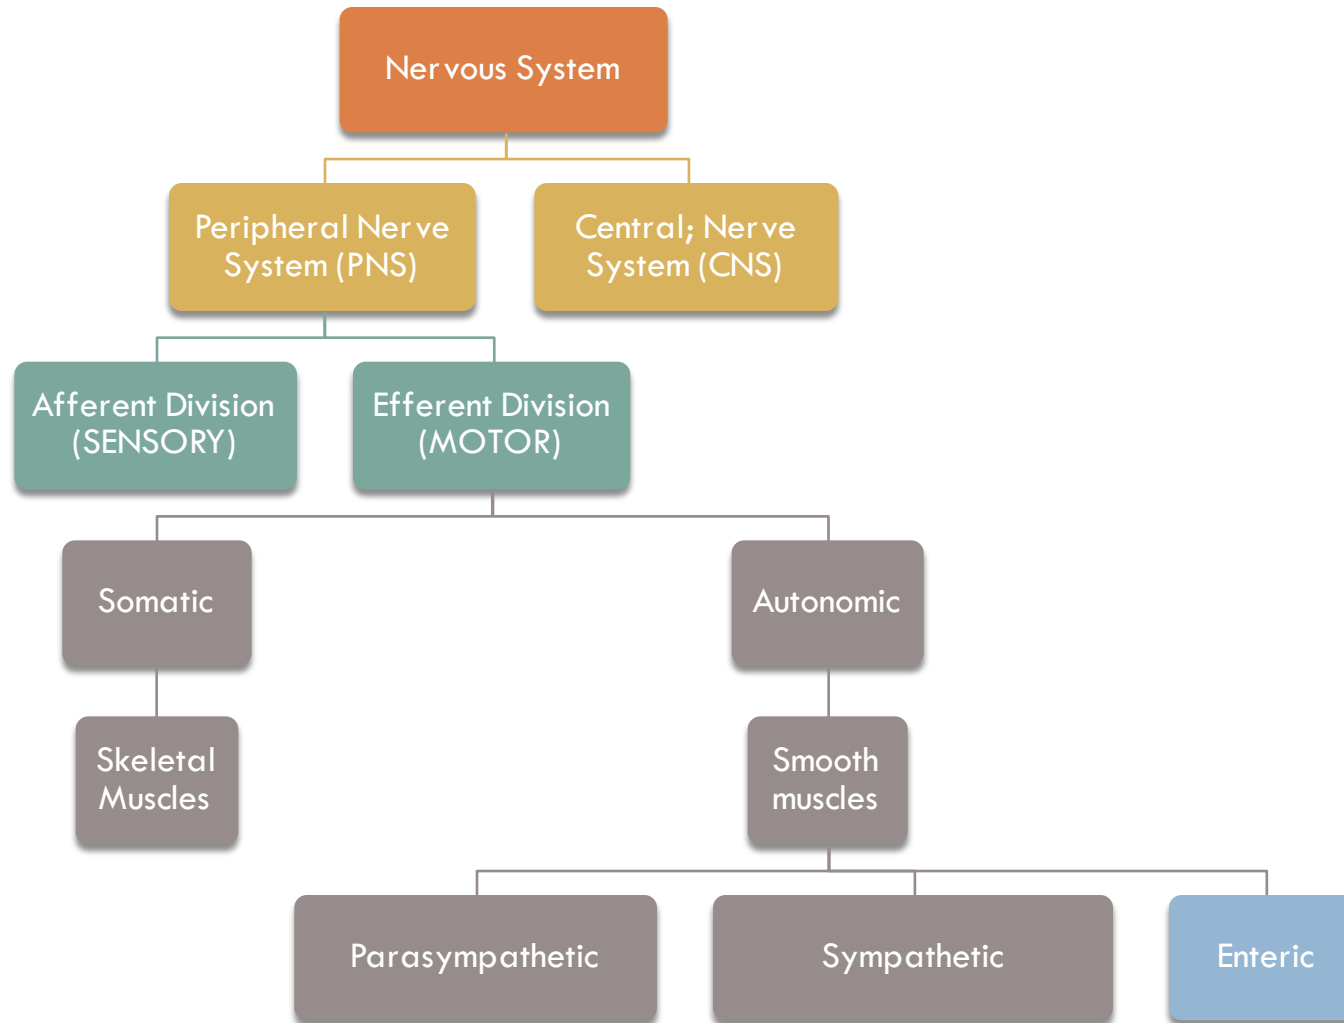 Nervous System
Peripheral Nerve
System (PNS)
Central; Nerve
System (CNS)
Afferent Division
(SENSORY)
Efferent Division
(MOTOR)
Somatic
Autonomic
Skeletal
Muscles
Smooth
muscles
Parasympathetic
Sympathetic
Enteric